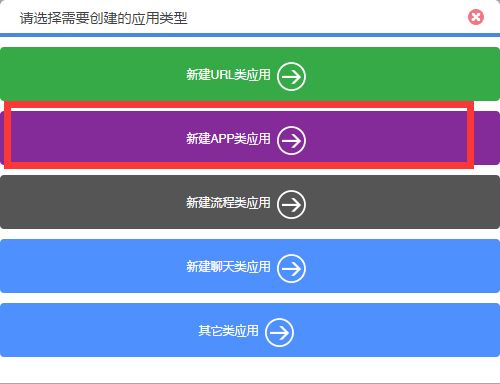 请选择需要创建的应用类型
新建URL类应用
新建APP类应用
新建流程类应用
新建聊天类应用
其它类应用